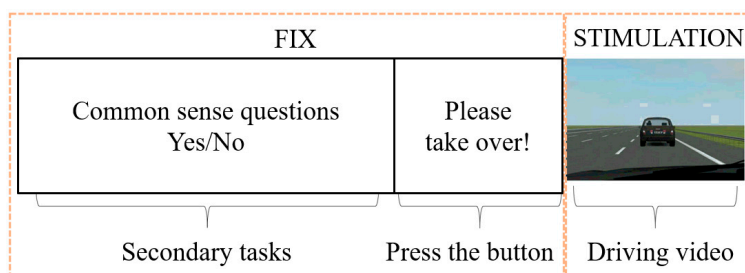 FIX
STIMULATION
Common sense questions
Yes/No
Please
take over!
Secondary tasks
Press the button
Driving video